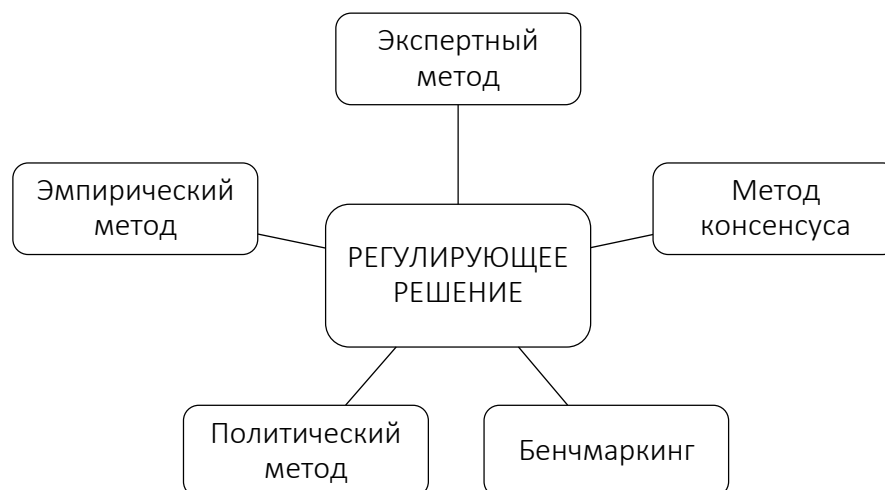 Экспертный
метод
Эмпирический
метод
Метод
консенсуса
РЕГУЛИРУЮЩЕЕ
РЕШЕНИЕ
Политический
метод
Бенчмаркинг